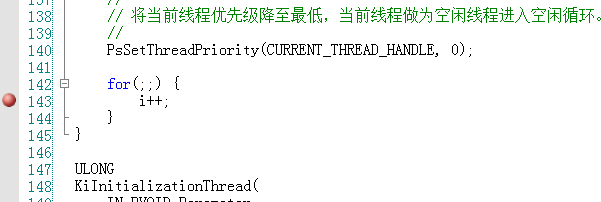 137 //
138 // 将当前线程优先级降至最低，当前线程做为空闲线程进入空闲循环。
139 //
140 PsSetThreadPriority(CURRENT_THREAD_HANDLE, 0);
141
142 for(;;) {
143 i++;
144 }
145 }
146
147 ULONG
148 KiInitializationThread(
149 IN PVOID Parameter